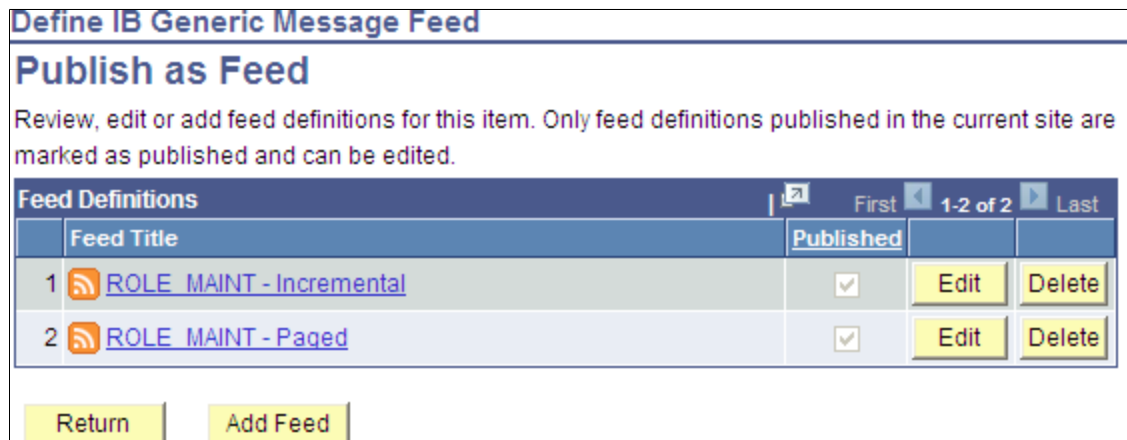 Define IB Generic Message Feed
Publish as Feed
Review, edit or add feed definitions for this item. Only feed definitions published in the current site are
marked as published and can be edited.
Feed Definitions First 1-2 of 2 Last
Feed Title Published
1 ROLE_MAINT - Incremental Edit Delete
2 ROLE_MAINT - Paged Edit Delete
Return Add Feed